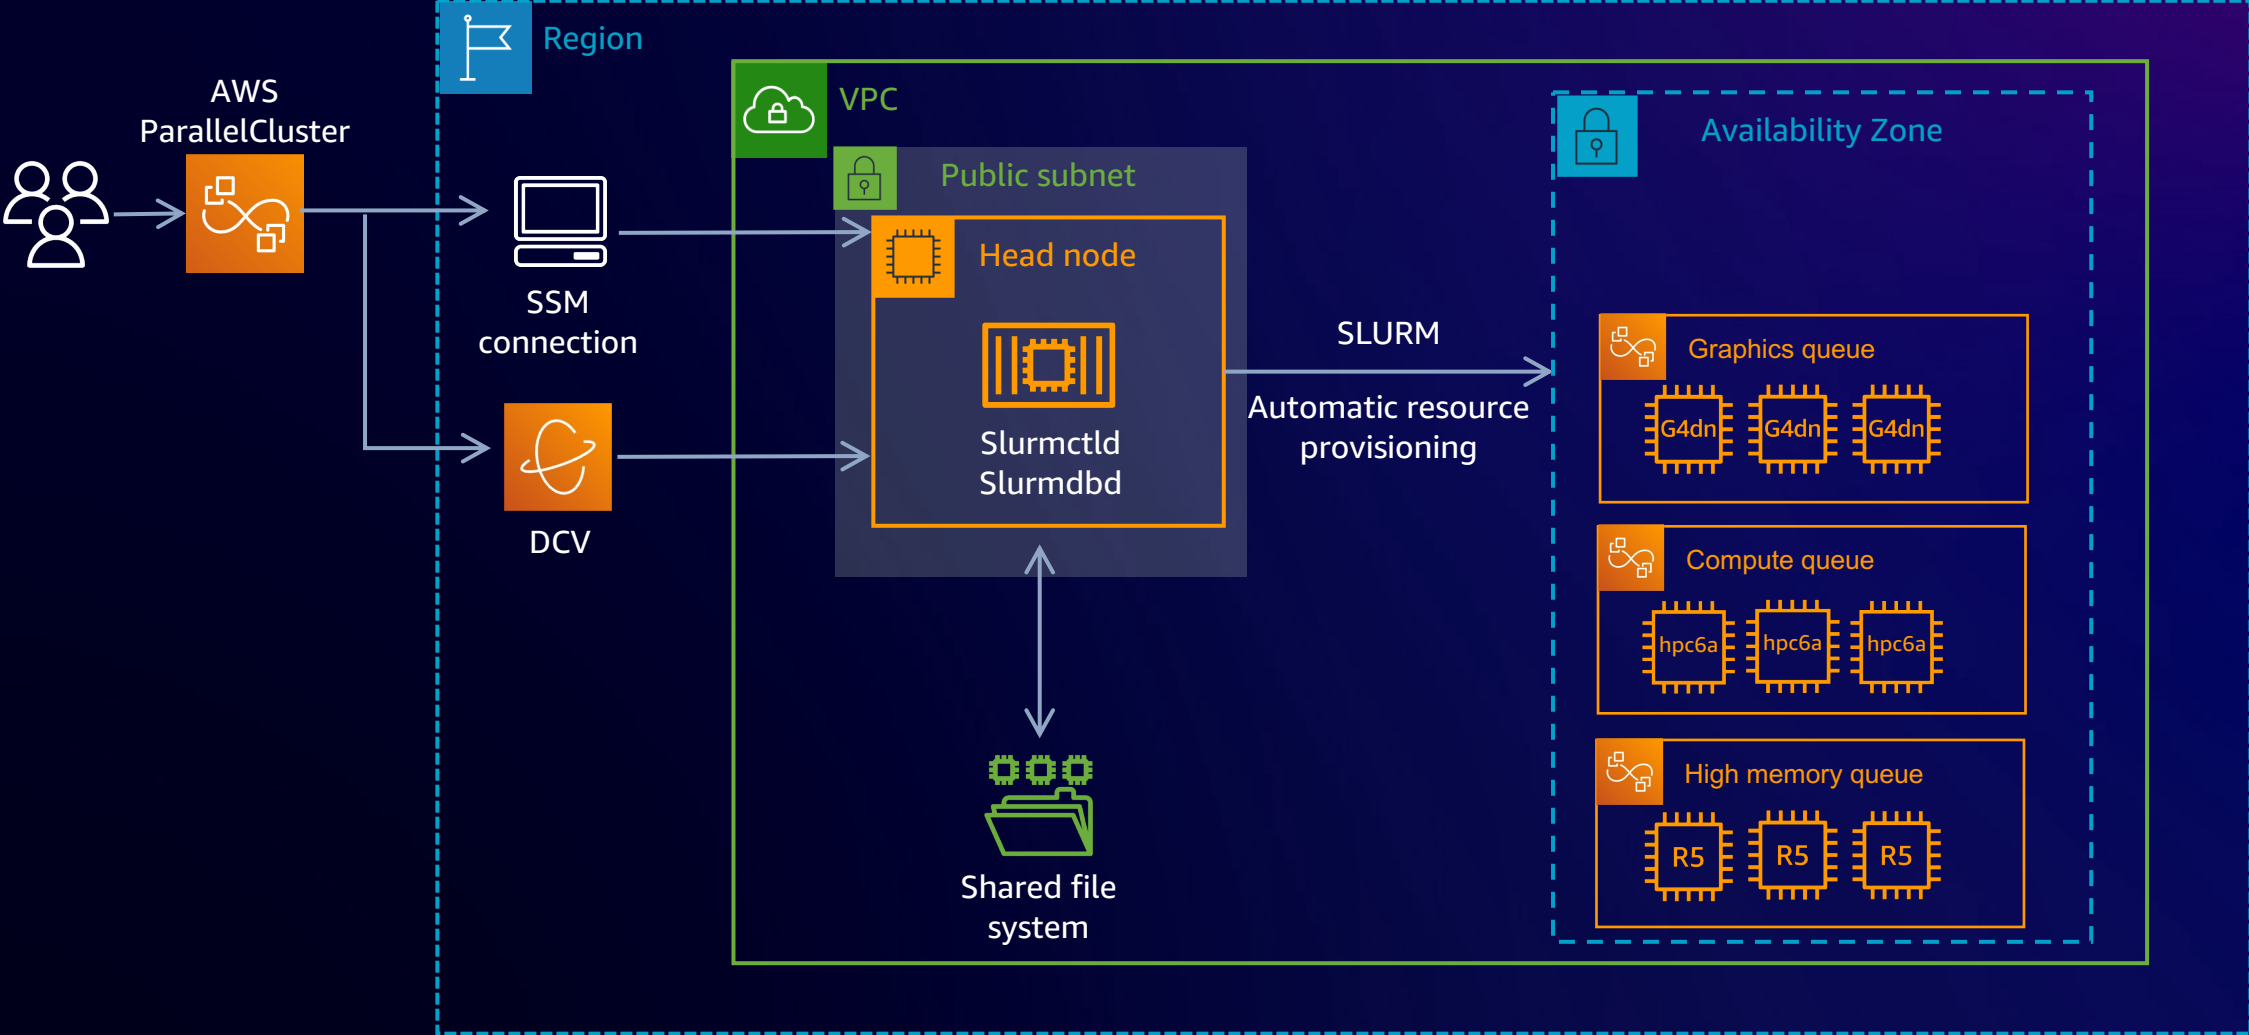 Region
AWS
ParallelCluster
VPC
Availability Zone
Public subnet
Head node
SSM
connection
SLURM
Automatic resource
provisioning
Slurmctld
Slurmdbd
DCV
Shared file
system
Graphics queue
G4dn G4dn G4dn
Compute queue
hpc6a hpc6a hpc6a
High memory queue
R5 R5 R5